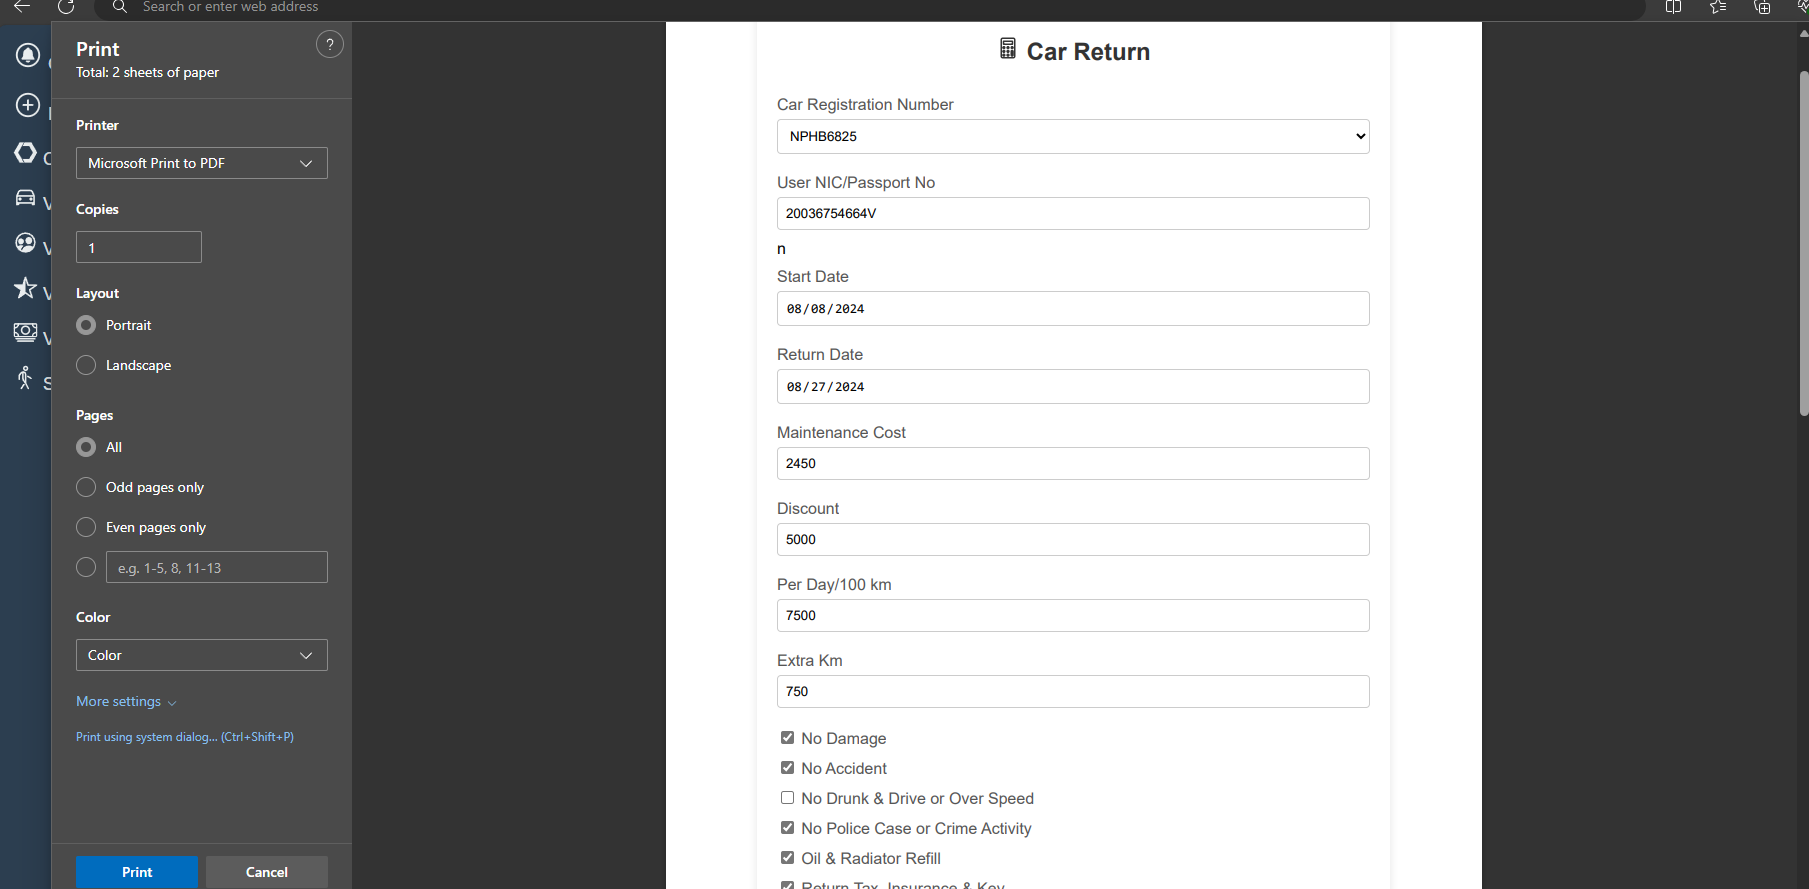 Search or enter web address
Print
?
Total: 2 sheets of paper
Printer
Microsoft Print to PDF
Copies
1
Layout
Portrait
Landscape
Pages
All
Odd pages only
Even pages only
e.g. 1-5, 8, 11-13
Color
Color
More settings
Print using system dialog... (Ctrl+Shift+P)
Print
Cancel
Car Return
Car Registration Number
NPHB6825
User NIC/Passport No
20036754664V
n
Start Date
08/08/2024
Return Date
08/27/2024
Maintenance Cost
2450
Discount
5000
Per Day/100 km
7500
Extra Km
750
No Damage
No Accident
No Drunk & Drive or Over Speed
No Police Case or Crime Activity
Oil & Radiator Refill
Return Tax, Insurance & Key